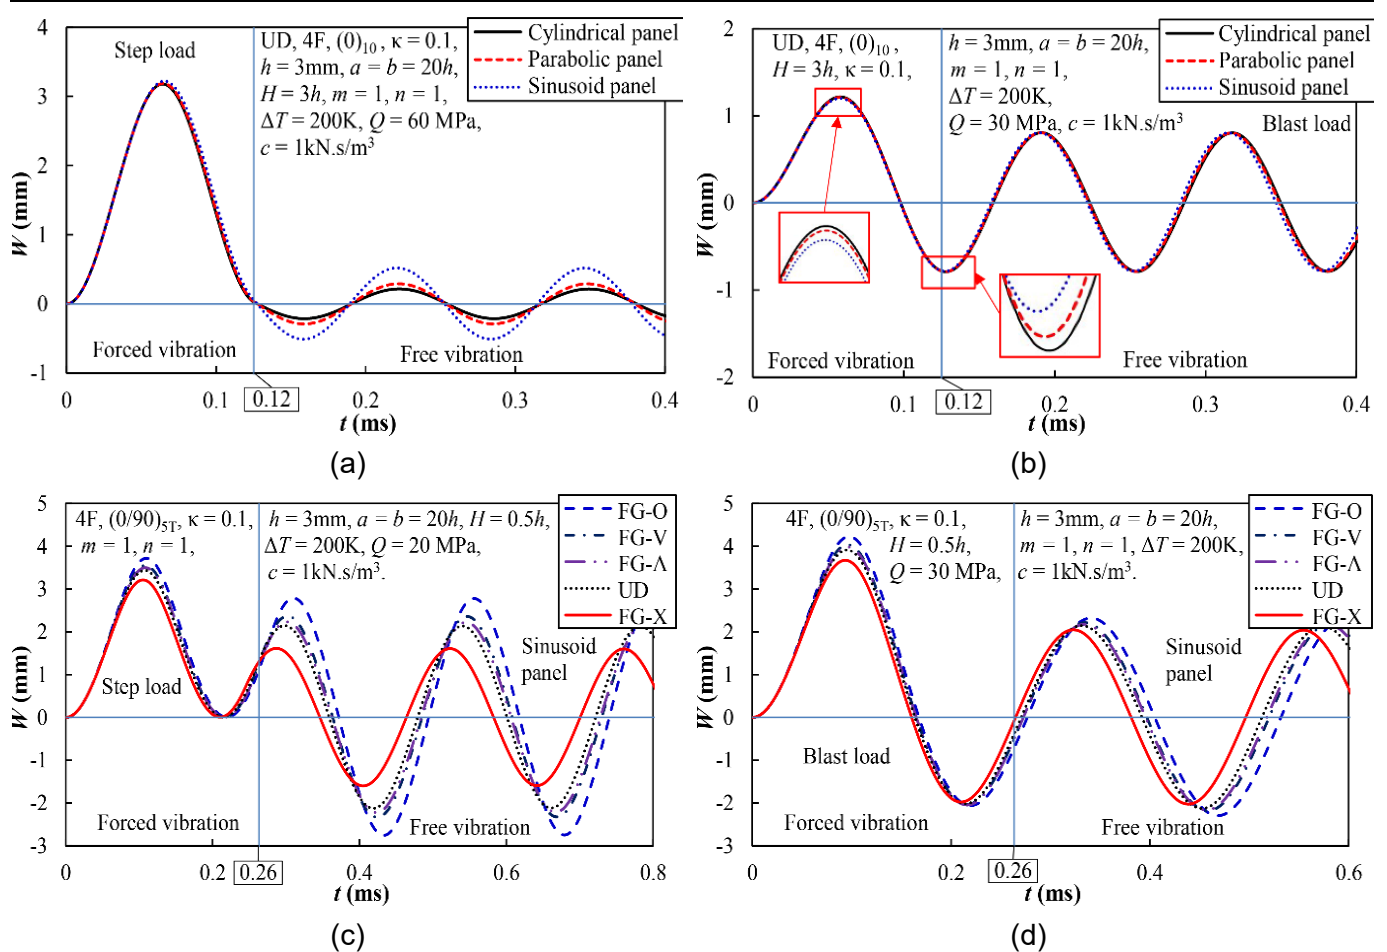 Step load
UD, 4F, (0)10, κ = 0.1,
h = 3mm, a = b = 20h,
H = 3h, m = 1, n = 1,
ΔT = 200K, Q = 60 MPa,
c = 1kN.s/m3
Cylindrical panel
Parabolic panel
Sinusoid panel
4
3
2
1
0
-1
W (mm)
Forced vibration
Free vibration
0
0.1
0.12
0.2
0.3
0.4
t (ms)
(a)
UD, 4F, (0)10 ,
H = 3h, κ = 0.1,
h = 3mm, a = b = 20h,
m = 1, n = 1,
ΔT = 200K,
Q = 30 MPa, c = 1kN.s/m3
Cylindrical panel
Parabolic panel
Sinusoid panel
Blast load
2
1
0
-1
-2
W (mm)
Forced vibration
Free vibration
0
0.1
0.12
0.2
0.3
0.4
t (ms)
(b)
4F, (0/90)5T, κ = 0.1,
m = 1, n = 1,
h = 3mm, a = b = 20h, H = 0.5h,
ΔT = 200K, Q = 20 MPa,
c = 1kN.s/m3.
FG-O
FG-V
FG-Λ
UD
FG-X
Sinusoid
panel
Step load
5
4
3
2
1
0
-1
-2
-3
W (mm)
Forced vibration
Free vibration
0
0.2
0.26
0.4
0.6
0.8
t (ms)
(c)
4F, (0/90)5T, κ = 0.1,
H = 0.5h,
Q = 30 MPa,
h = 3mm, a = b = 20h,
m = 1, n = 1, ΔT = 200K,
c = 1kN.s/m3.
FG-O
FG-V
FG-Λ
UD
FG-X
Sinusoid
panel
Blast load
5
4
3
2
1
0
-1
-2
-3
W (mm)
Forced vibration
Free vibration
0
0.2
0.26
0.4
0.6
t (ms)
(d)